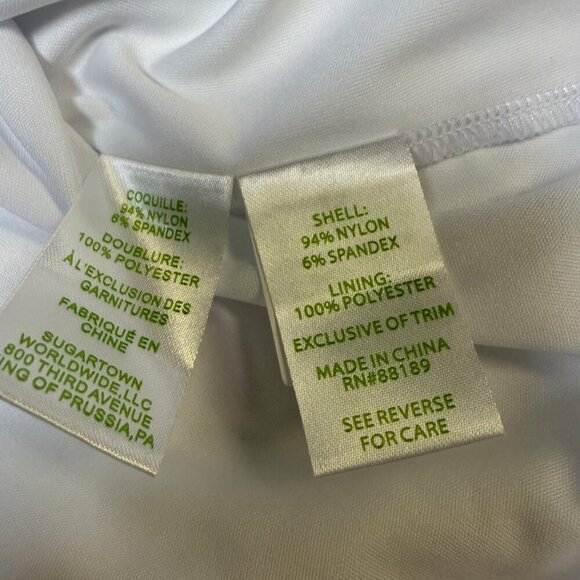 COQUILLE:
94% NYLON
6% SPANDEX
DOUBLURE:
100% POLYESTER
À L'EXCLUSION DES
GARNITURES
FABRIQUÉ EN
CHINE
SUGARTOWN
WORLDWIDE, LLC
800 THIRD AVENUE
ING OF PRUSSIA, PA
SHELL:
94% NYLON
6% SPANDEX
LINING:
100% POLYESTER
EXCLUSIVE OF TRIM
MADE IN CHINA
RN#88189
SEE REVERSE
FOR CARE